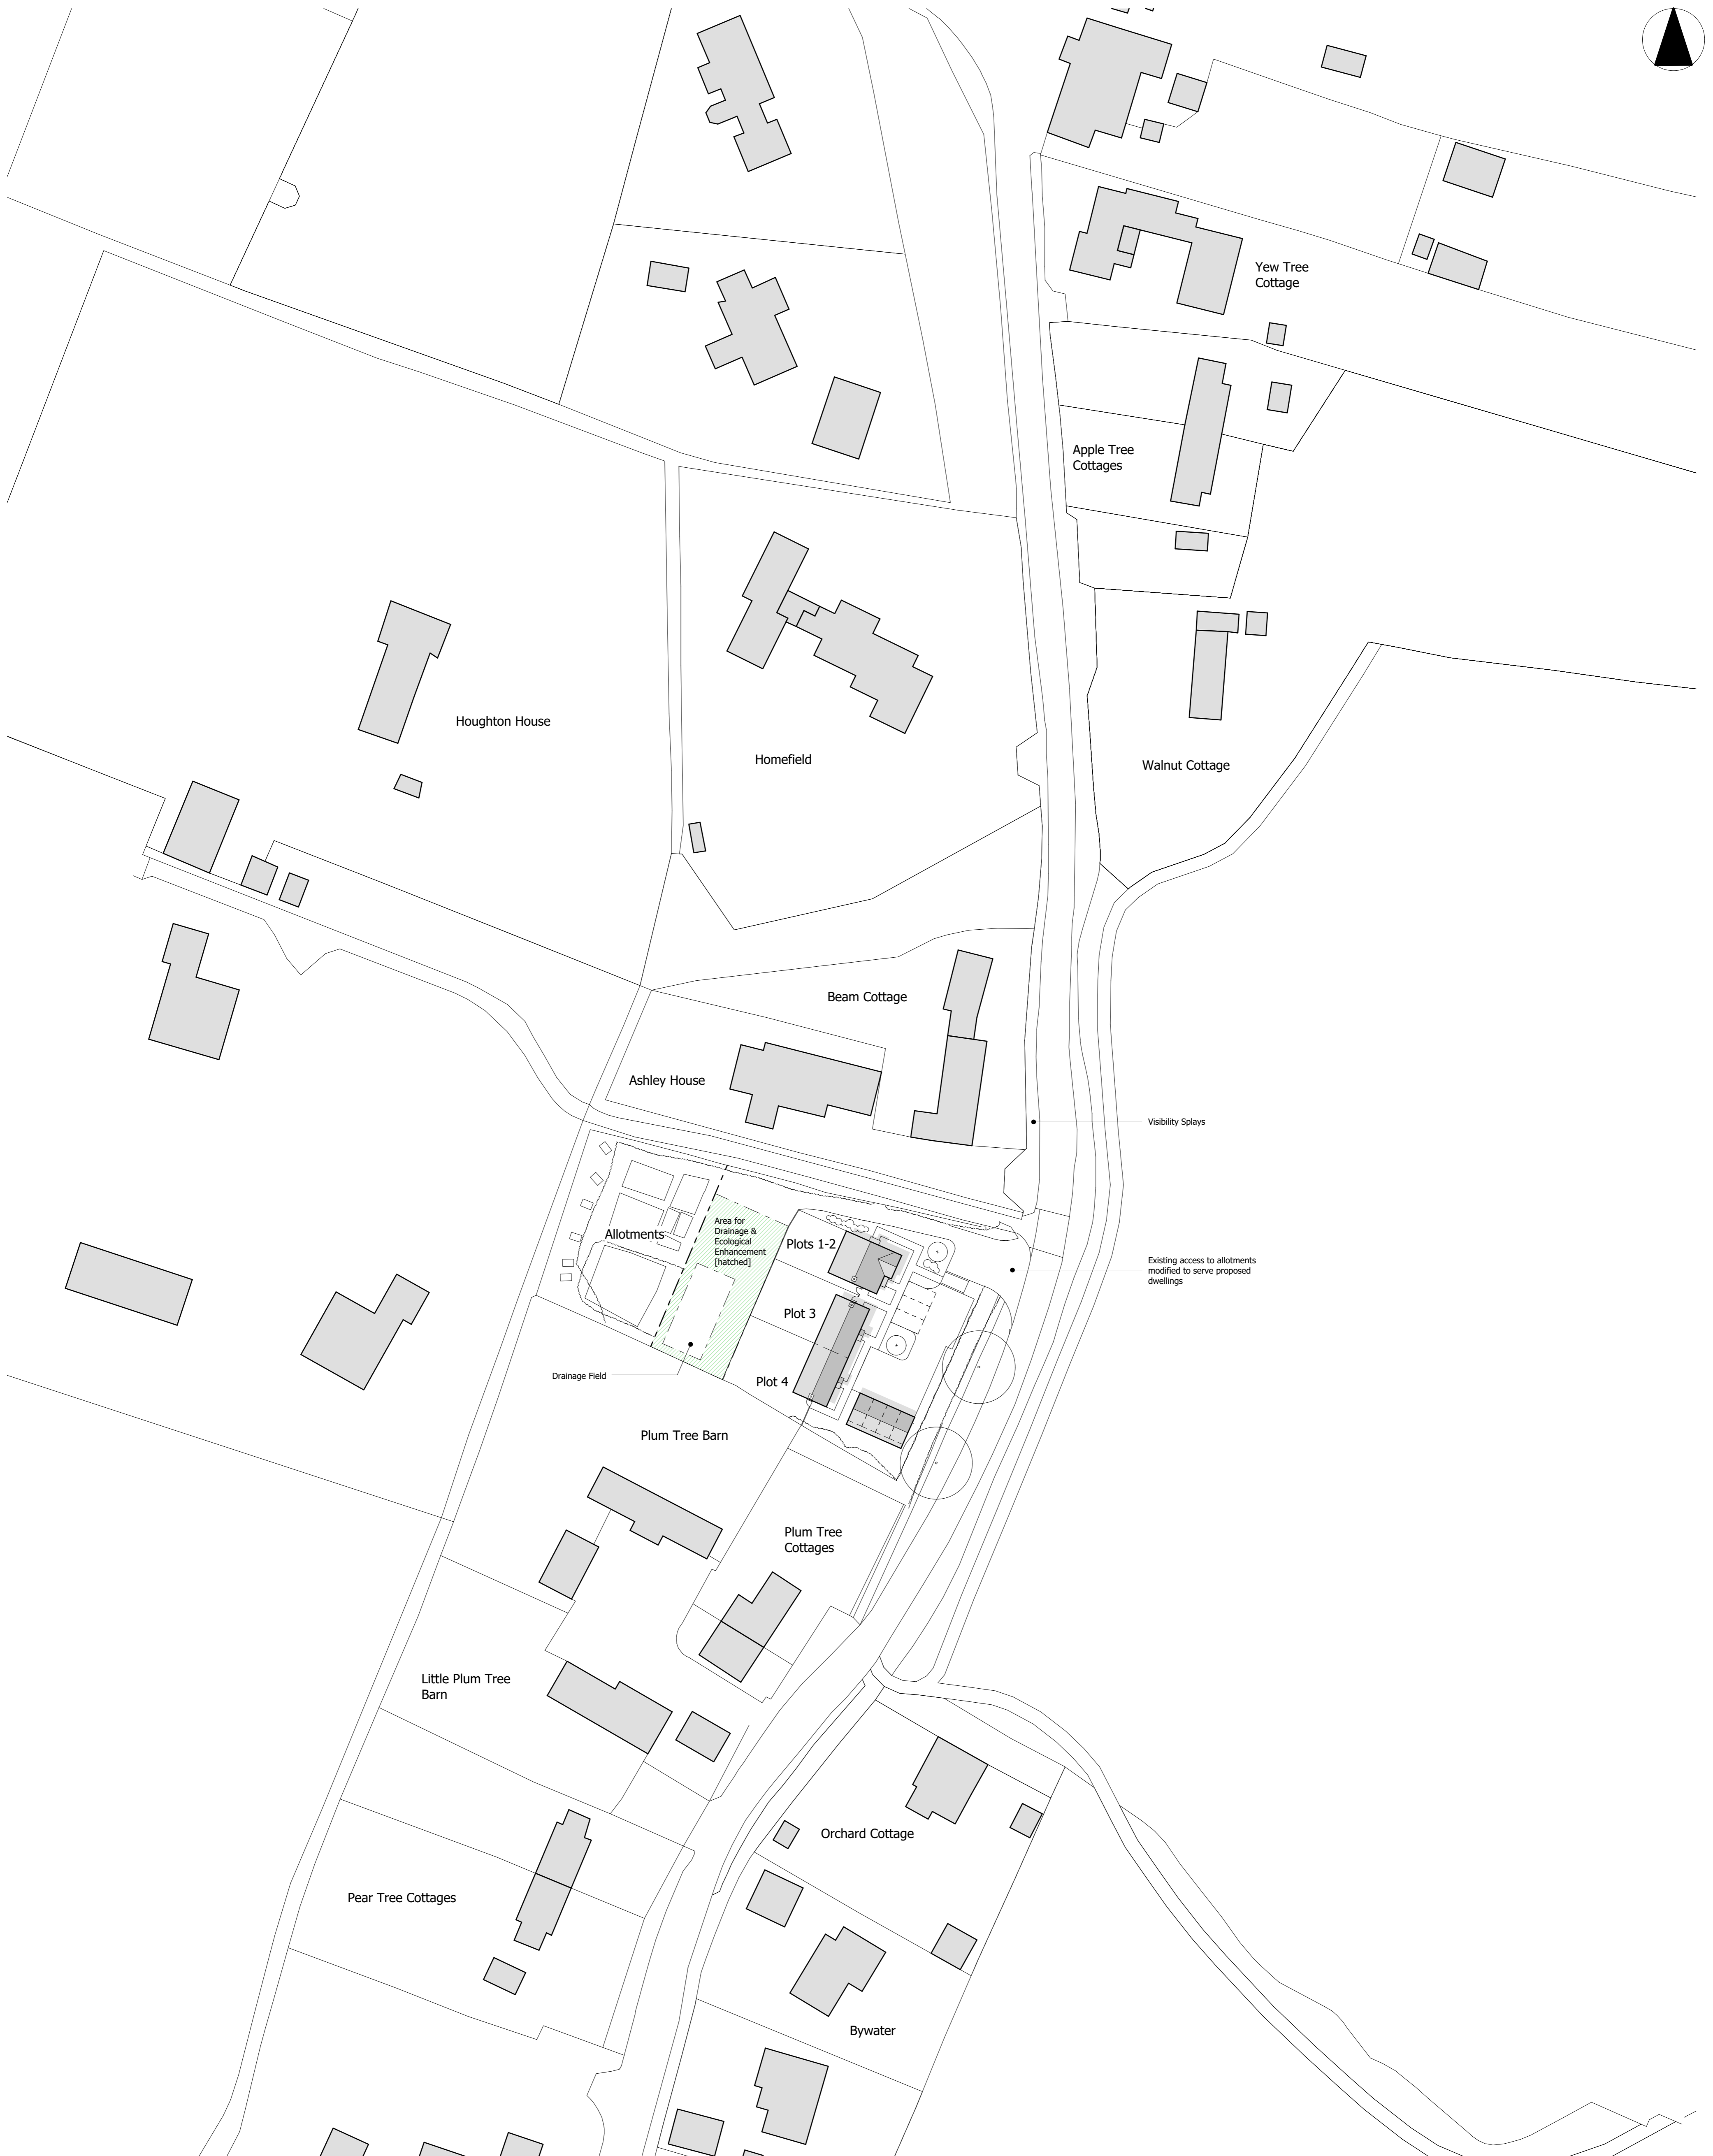 Yew Tree
Cottage
Apple Tree
Cottages
Houghton House
Homefield
Walnut Cottage
Beam Cottage
Ashley House
Visibility Splays
Allotments
Area for
Drainage &
Ecological
Enhancement
[hatched]
Plots 1-2
Existing access to allotments
modified to serve proposed
dwellings
Plot 3
Drainage Field
Plot 4
Plum Tree Barn
Plum Tree
Cottages
Little Plum Tree
Barn
Orchard Cottage
Pear Tree Cottages
Bywater